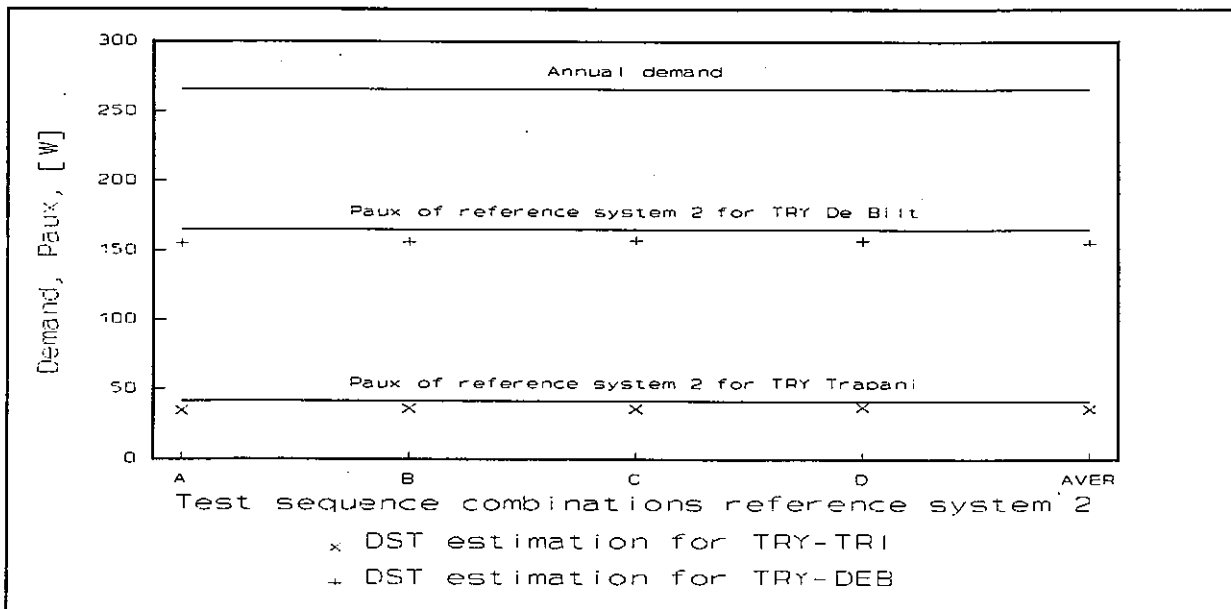 300
Annual demand
250
200
Paux of reference system 2 for TRY De Bilt
150
100
Paux of reference system 2 for TRY Trapani
50
0
Demand, Paux, [W]
A B C D AVER
Test sequence combinations reference system 2
× DST estimation for TRY-TRI
+ DST estimation for TRY-DEB